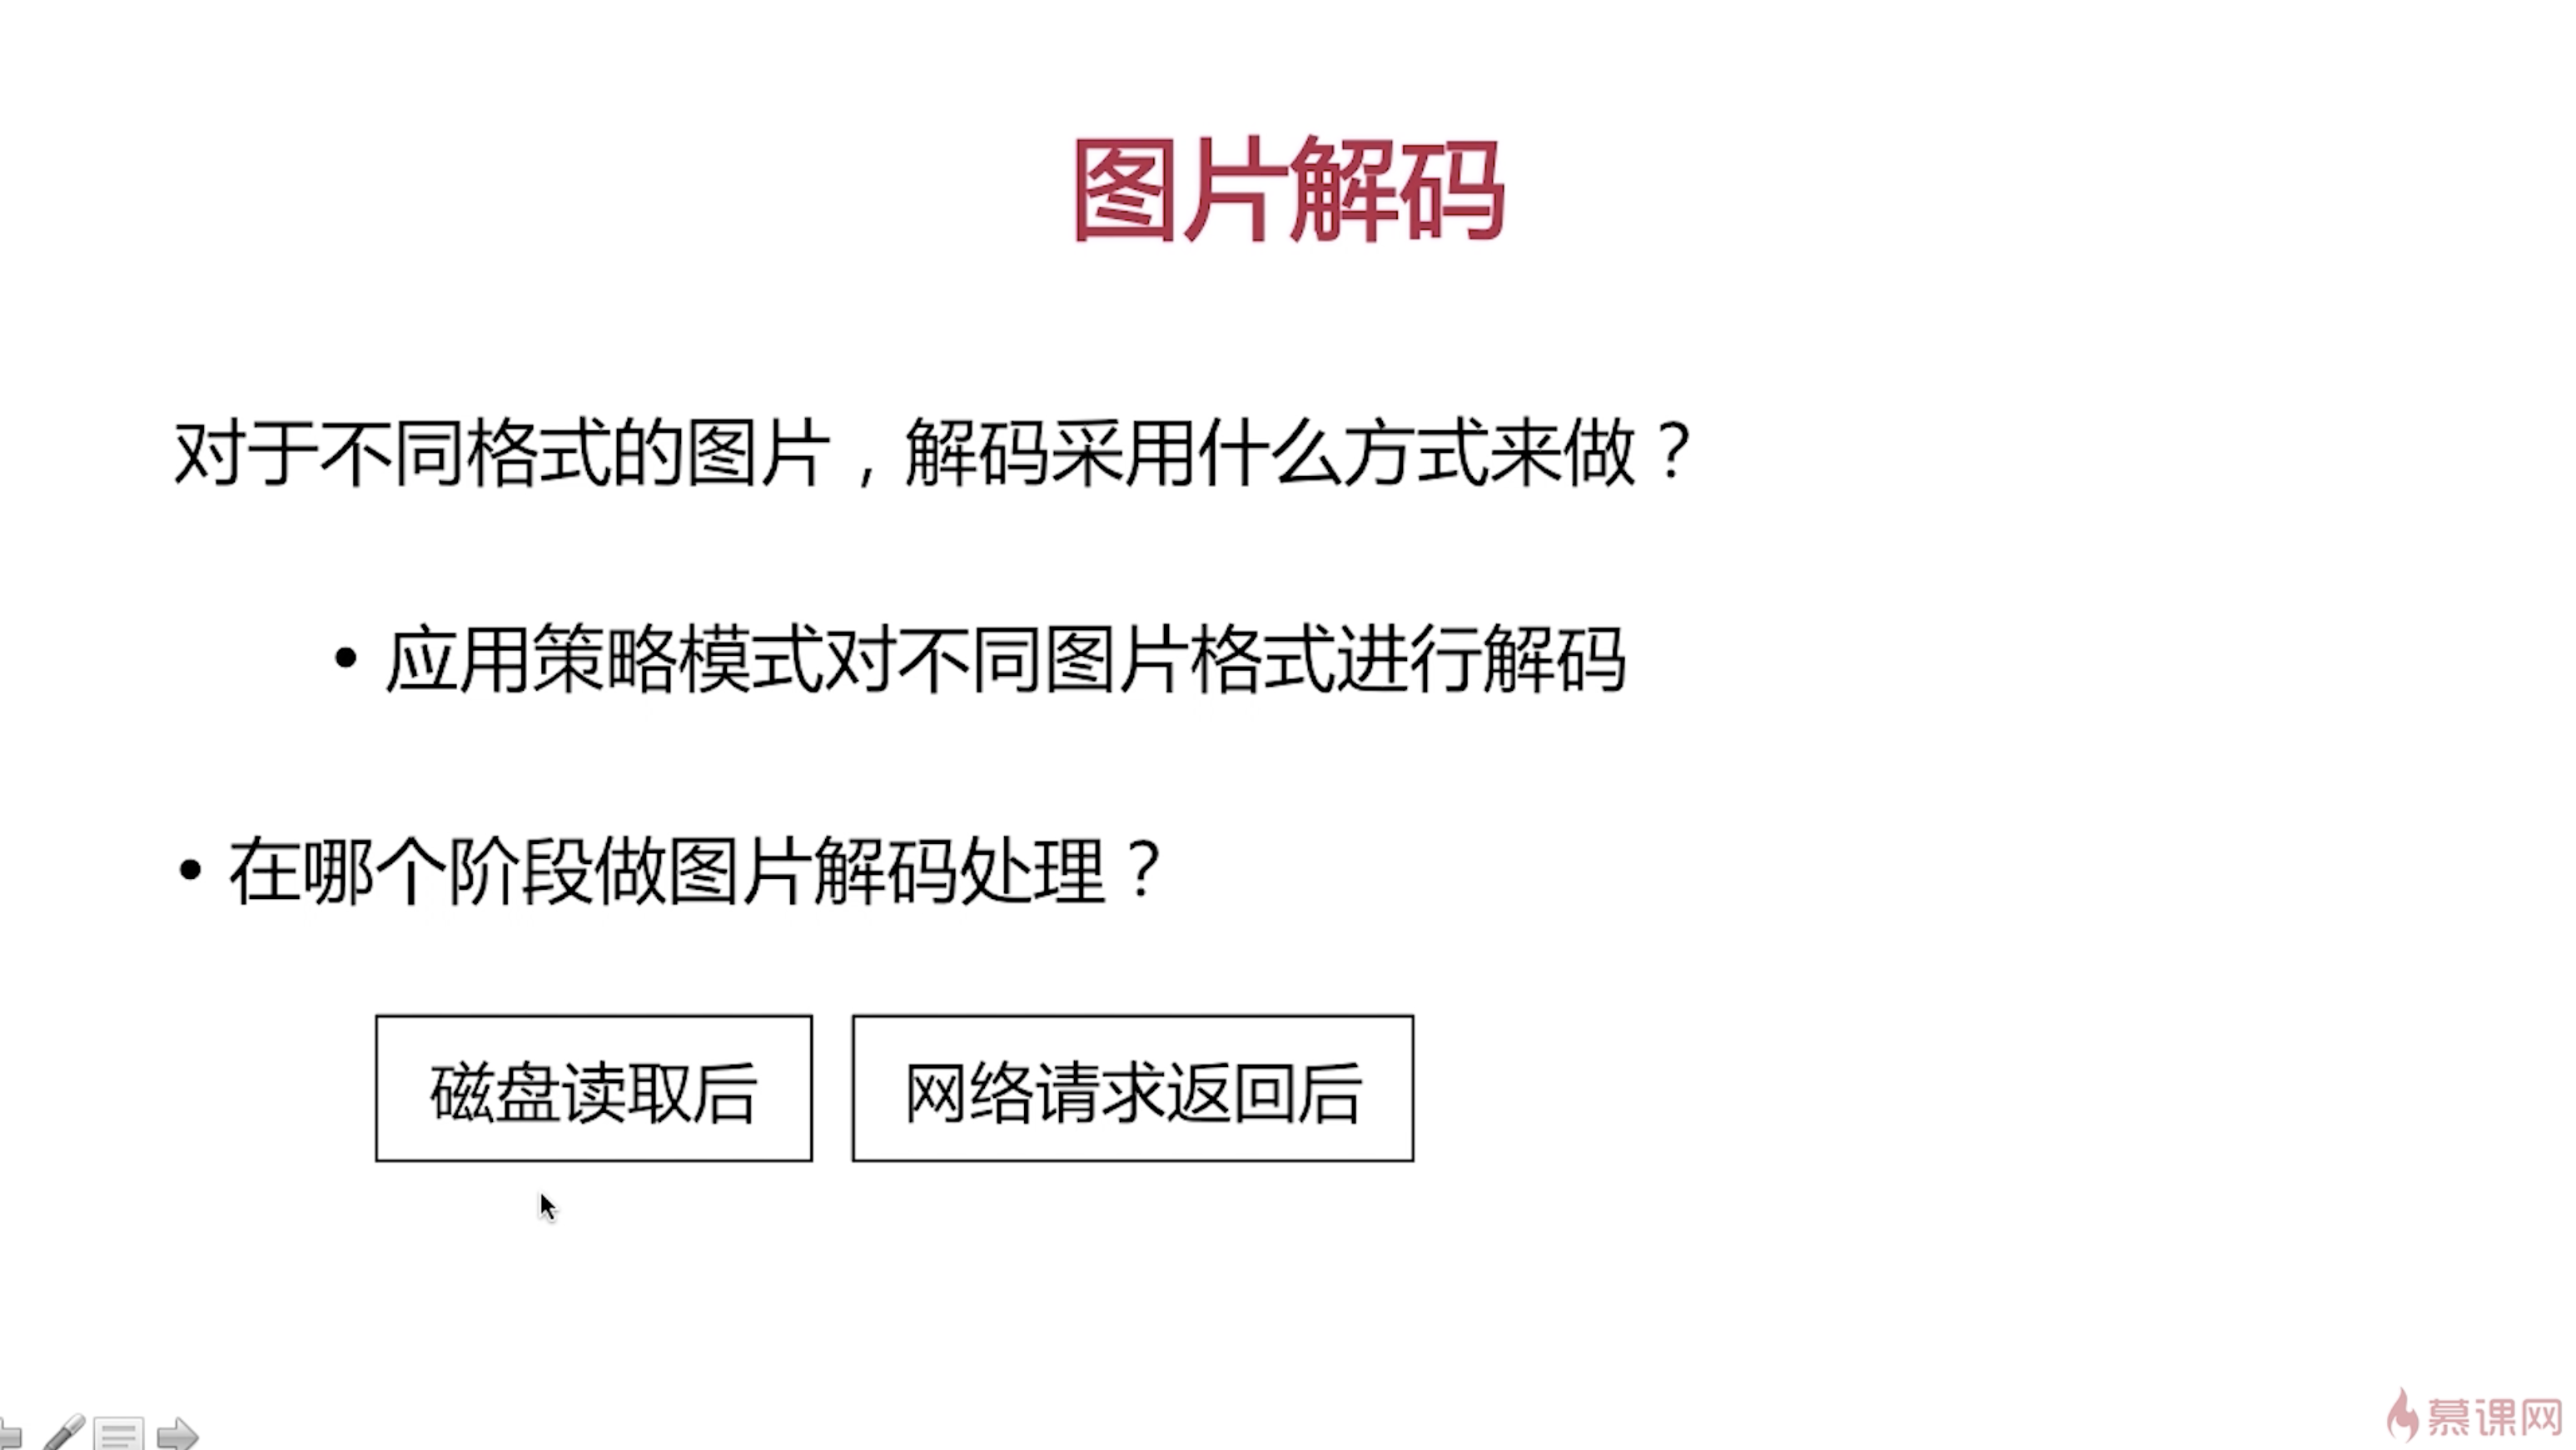 图片解码
对于不同格式的图片，解码采用什么方式来做？
• 应用策略模式对不同图片格式进行解码
• 在哪个阶段做图片解码处理？
磁盘读取后
网络请求返回后
慕课网